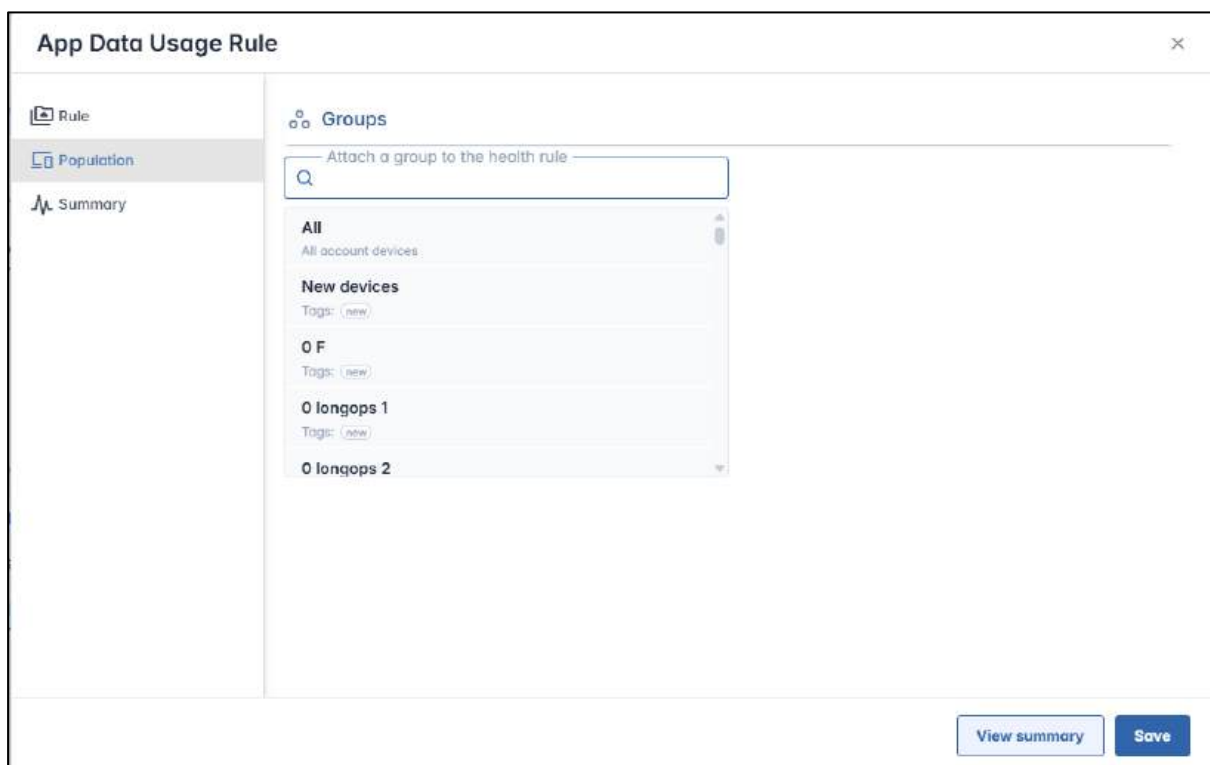 App Data Usage Rule
Rule
Population
Summary
Groups
Attach a group to the health rule
All
All account devices
New devices
Tags: new
0 F
Tags: new
0 longops 1
Tags: new
0 longops 2
View summary
Save